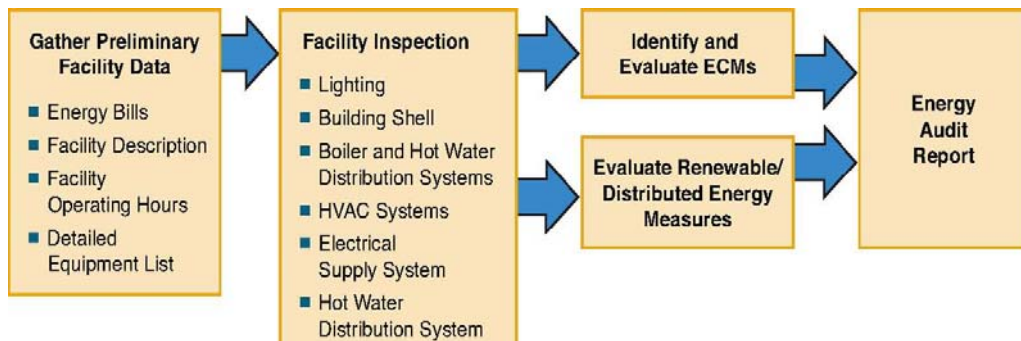 Gather Preliminary
Facility Data
■ Energy Bills
■ Facility Description
■ Facility
Operating Hours
■ Detailed
Equipment List
Facility Inspection
■ Lighting
■ Building Shell
■ Boiler and Hot Water
Distribution Systems
■ HVAC Systems
■ Electrical
Supply System
■ Hot Water
Distribution System
Identify and
Evaluate ECMs
Evaluate Renewable/
Distributed Energy
Measures
Energy
Audit
Report